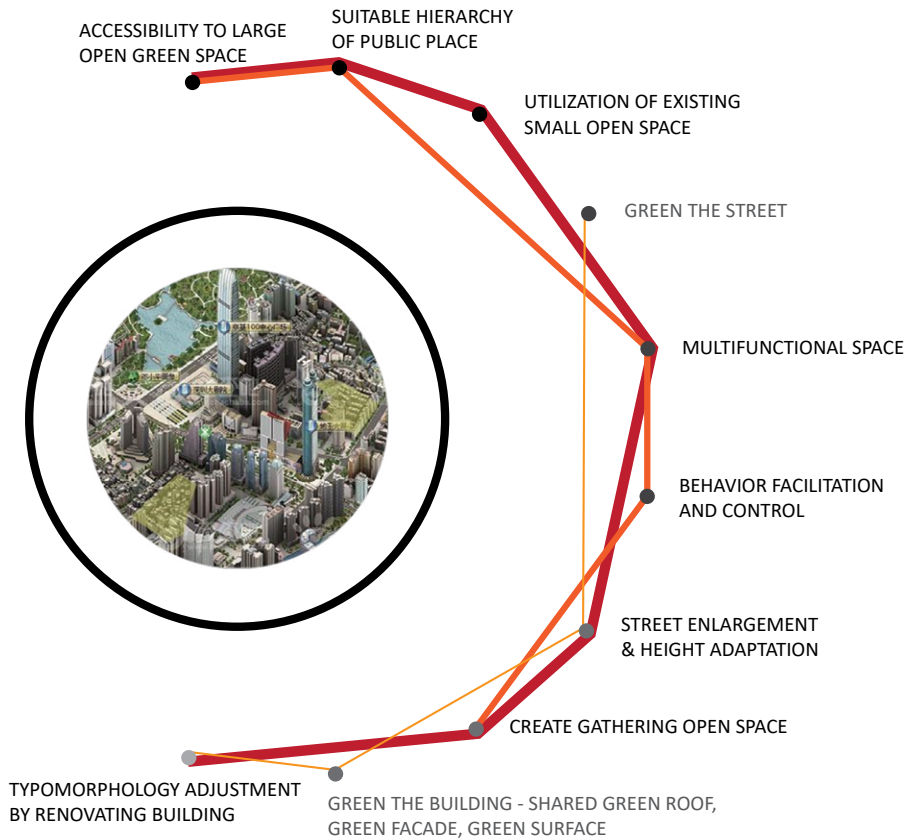 ACCESSIBILITY TO LARGE
OPEN GREEN SPACE
SUITABLE HIERARCHY
OF PUBLIC PLACE
UTILIZATION OF EXISTING
SMALL OPEN SPACE
GREEN THE STREET
MULTIFUNCTIONAL SPACE
BEHAVIOR FACILITATION
AND CONTROL
STREET ENLARGEMENT
& HEIGHT ADAPTATION
CREATE GATHERING OPEN SPACE
TYPOMORPHOLOGY ADJUSTMENT
BY RENOVATING BUILDING
GREEN THE BUILDING - SHARED GREEN ROOF,
GREEN FACADE, GREEN SURFACE